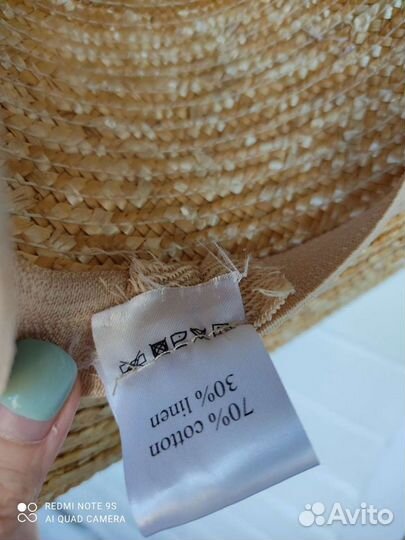 70% cotton
30% linen
REDMI NOTE 9S
AI QUAD CAMERA
Avito